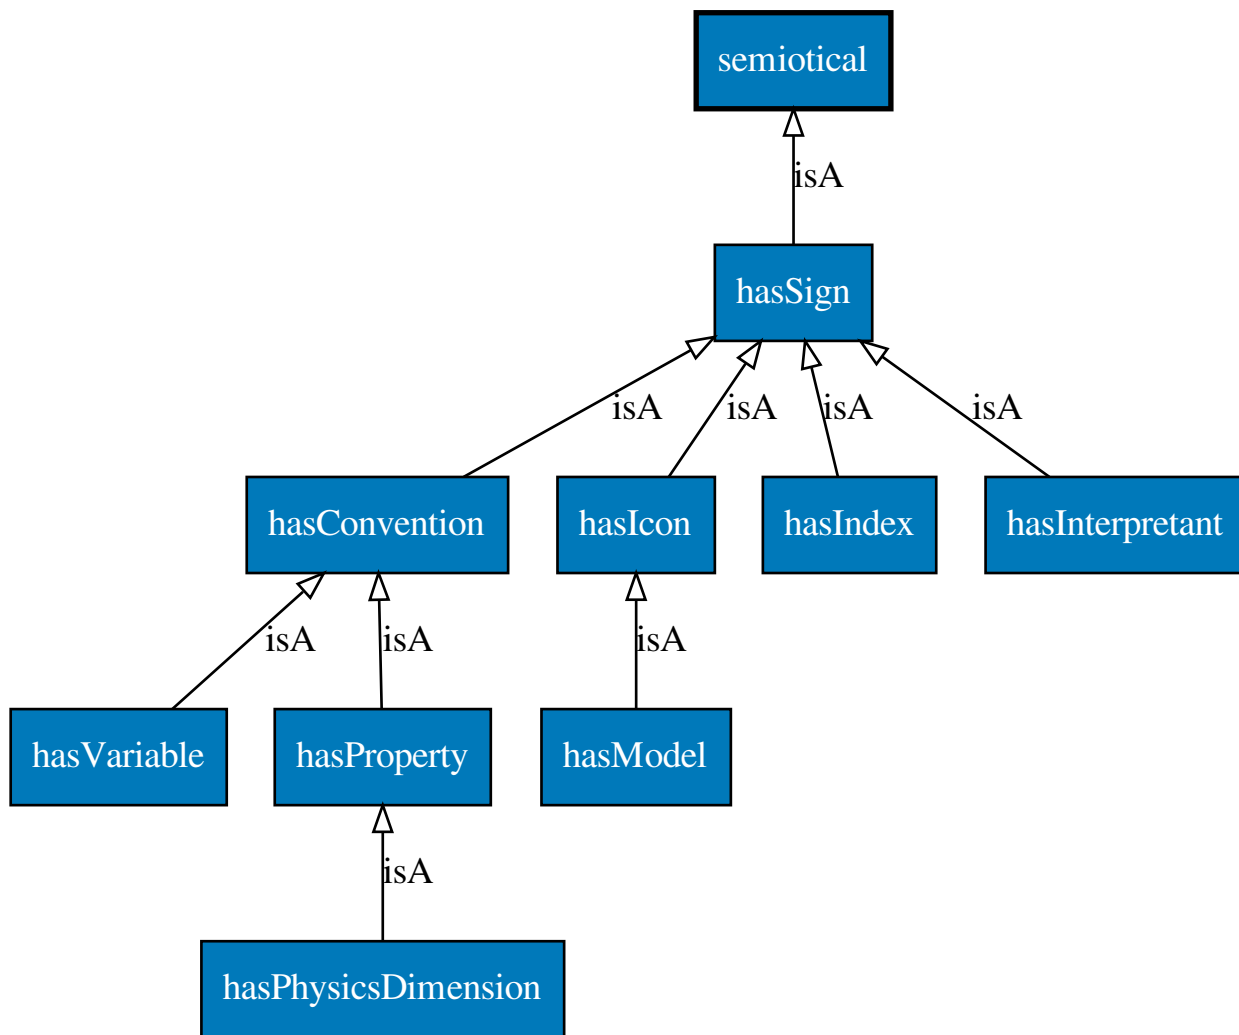 semiotical
isA
hasSign
isA
isA
isA
isA
hasConvention
hasIcon
hasIndex
hasInterpretant
isA
isA
isA
hasVariable
hasProperty
hasModel
isA
hasPhysicsDimension